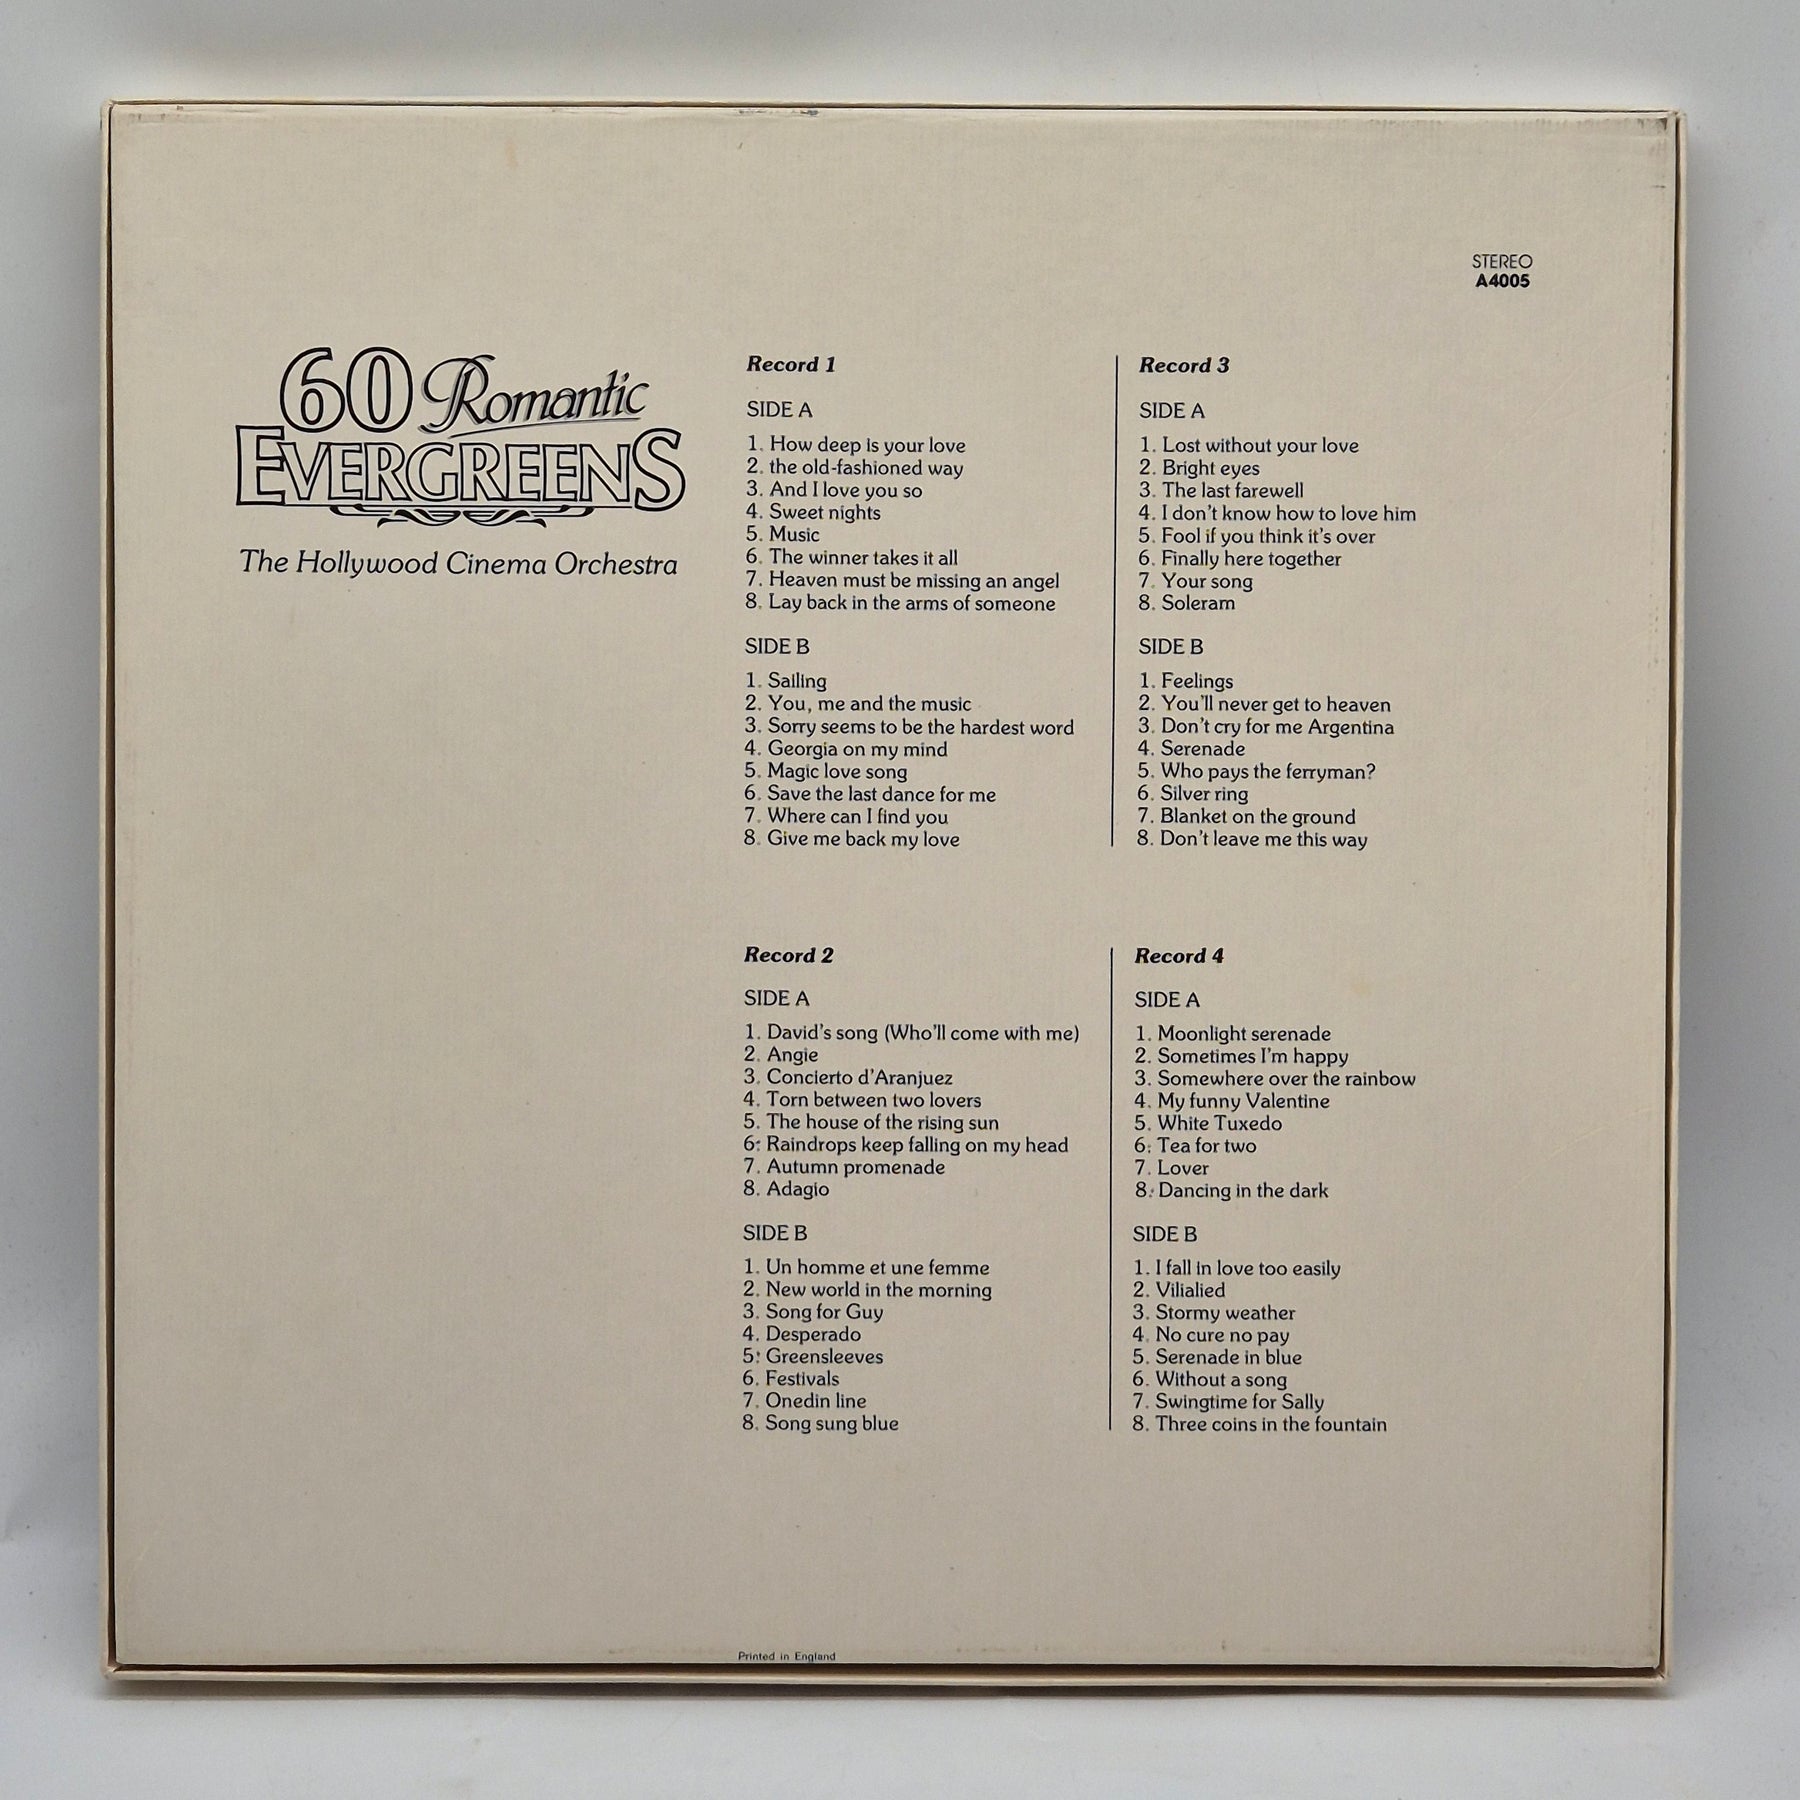 STEREO
A4005
60 Romantic
EVERGREENS
The Hollywood Cinema Orchestra
Record 1
SIDE A
1. How deep is your love
2. the old-fashioned way
3. And I love you so
4. Sweet nights
5. Music
6. The winner takes it all
7. Heaven must be missing an angel
8. Lay back in the arms of someone
SIDE B
1. Sailing
2. You, me and the music
3. Sorry seems to be the hardest word
4. Georgia on my mind
5. Magic love song
6. Save the last dance for me
7. Where can I find you
8. Give me back my love
Record 2
SIDE A
1. David's song (Who'll come with me)
2. Angie
3. Concierto d'Aranjuez
4. Torn between two lovers
5. The house of the rising sun
6: Raindrops keep falling on my head
7. Autumn promenade
8. Adagio
SIDE B
1. Un homme et une femme
2. New world in the morning
3. Song for Guy
4. Desperado
5: Greensleeves
6. Festivals
7. Onedin line
8. Song sung blue
Record 3
SIDE A
1. Lost without your love
2. Bright eyes
3. The last farewell
4. I don't know how to love him
5. Fool if you think it's over
6. Finally here together
7. Your song
8. Soleram
SIDE B
1. Feelings
2. You'll never get to heaven
3. Don't cry for me Argentina
4. Serenade
5. Who pays the ferryman?
6. Silver ring
7. Blanket on the ground
8. Don't leave me this way
Record 4
SIDE A
1. Moonlight serenade
2. Sometimes I'm happy
3. Somewhere over the rainbow
4. My funny Valentine
5. White Tuxedo
6: Tea for two
7. Lover
8: Dancing in the dark
SIDE B
1. I fall in love too easily
2. Vilialied
3. Stormy weather
4. No cure no pay
5. Serenade in blue
6. Without a song
7. Swingtime for Sally
8. Three coins in the fountain
Printed in England